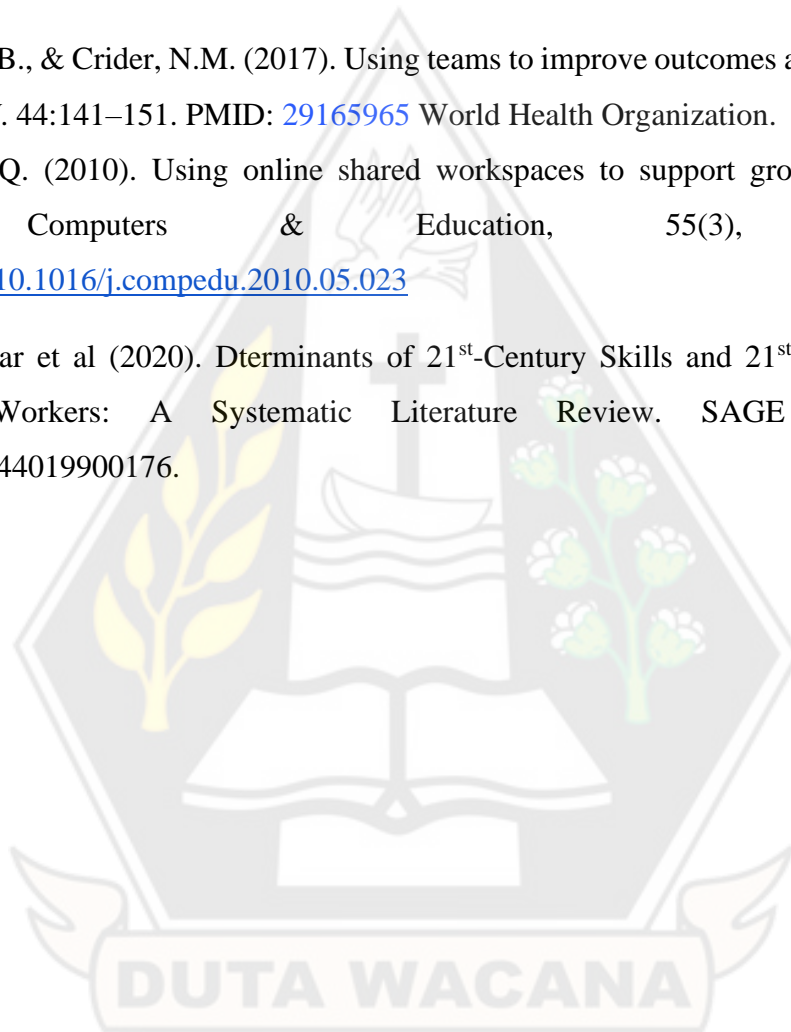 B., & Crider, N.M. (2017). Using teams to improve outcomes a
. 44:141–151. PMID: 29165965 World Health Organization.
Q. (2010). Using online shared workspaces to support gro
Computers & Education, 55(3),
10.1016/j.compedu.2010.05.023
ar et al (2020). Dterminants of 21st-Century Skills and 21st
Workers: A Systematic Literature Review. SAGE
44019900176.
DUTA WACANA